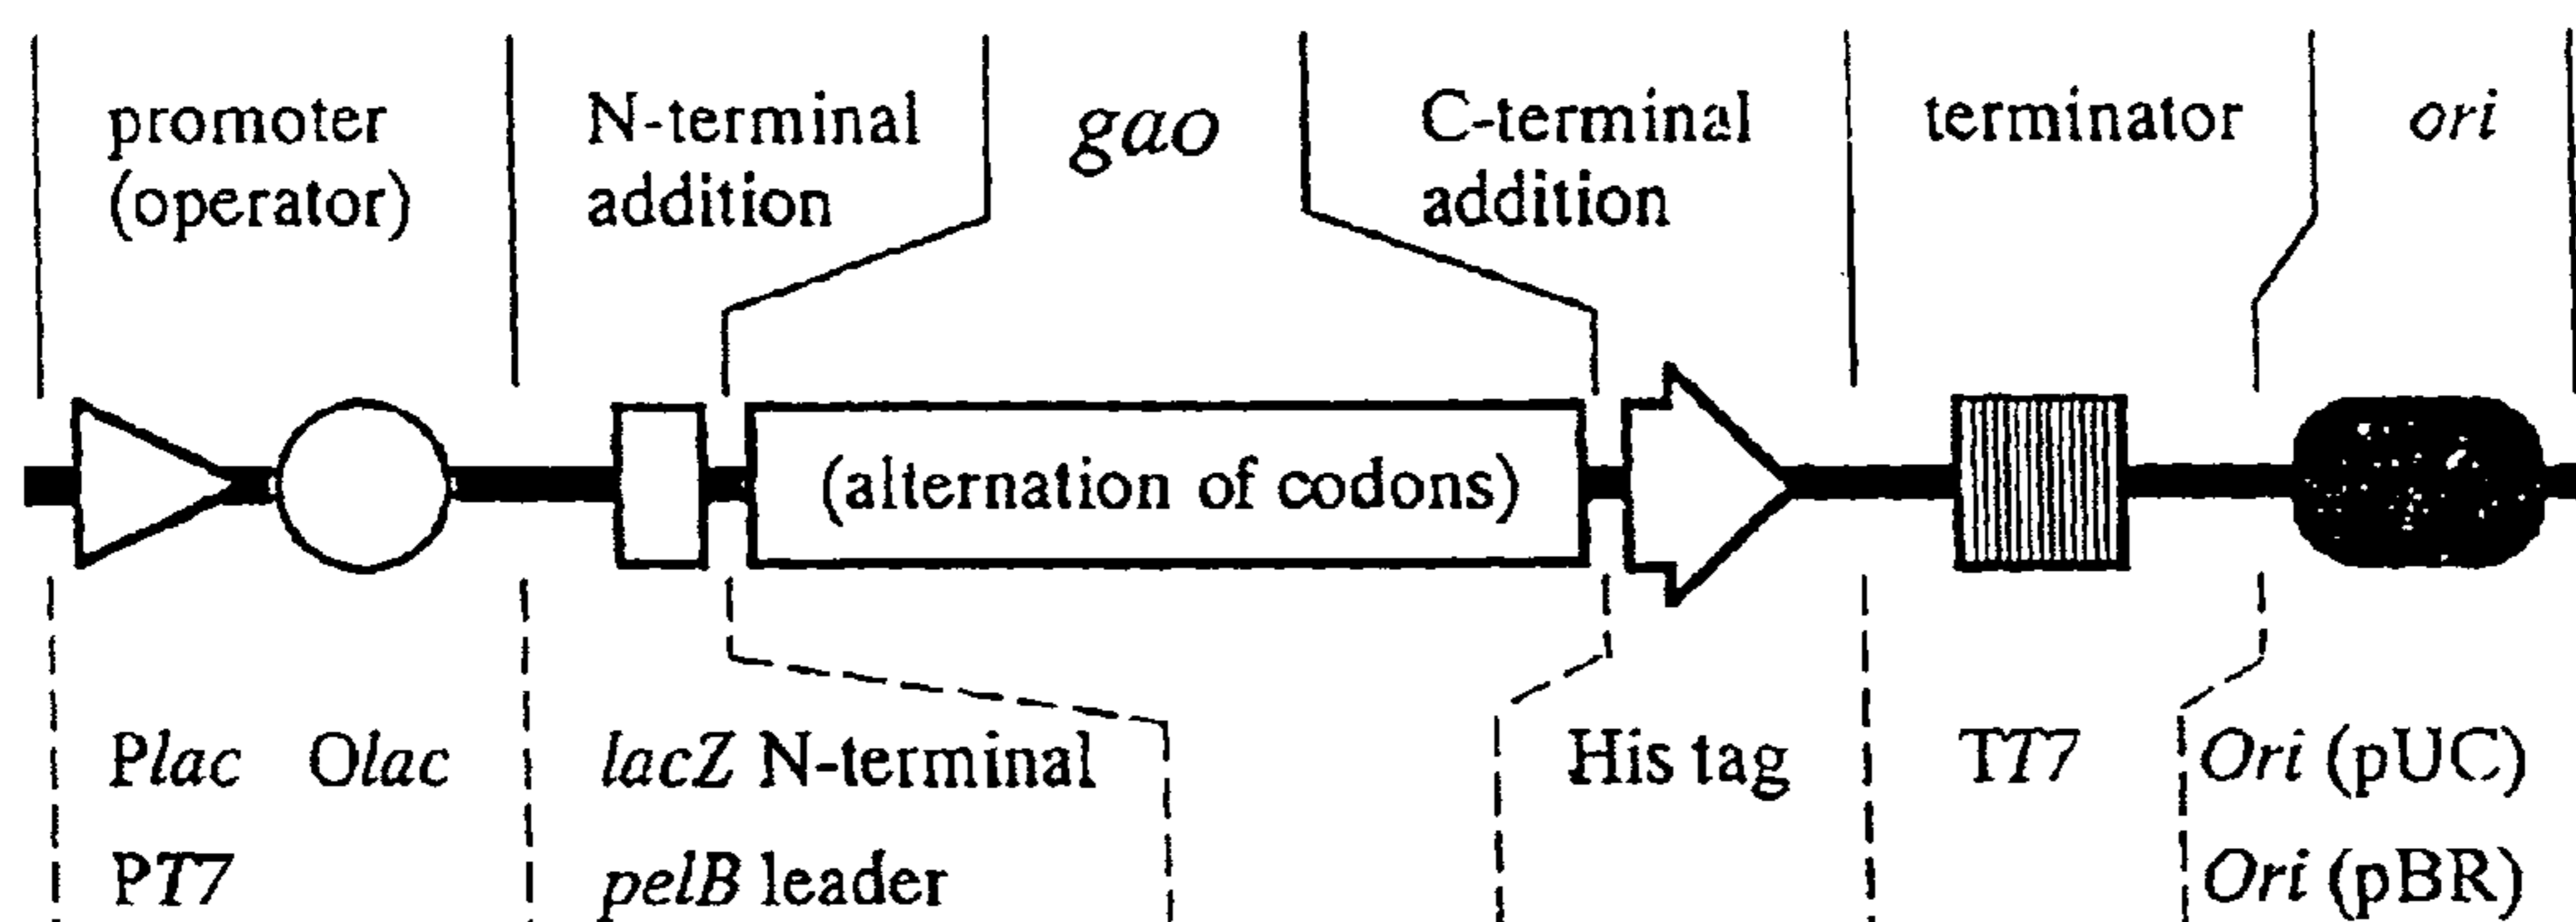 promoter
(operator)
N-terminal
addition
gao
C-terminal
addition
terminator
ori
(alternation of codons)
Plac Olac
PT7
lacZ N-terminal
pelB leader
His tag
TT7
Ori (pUC)
Ori (pBR)